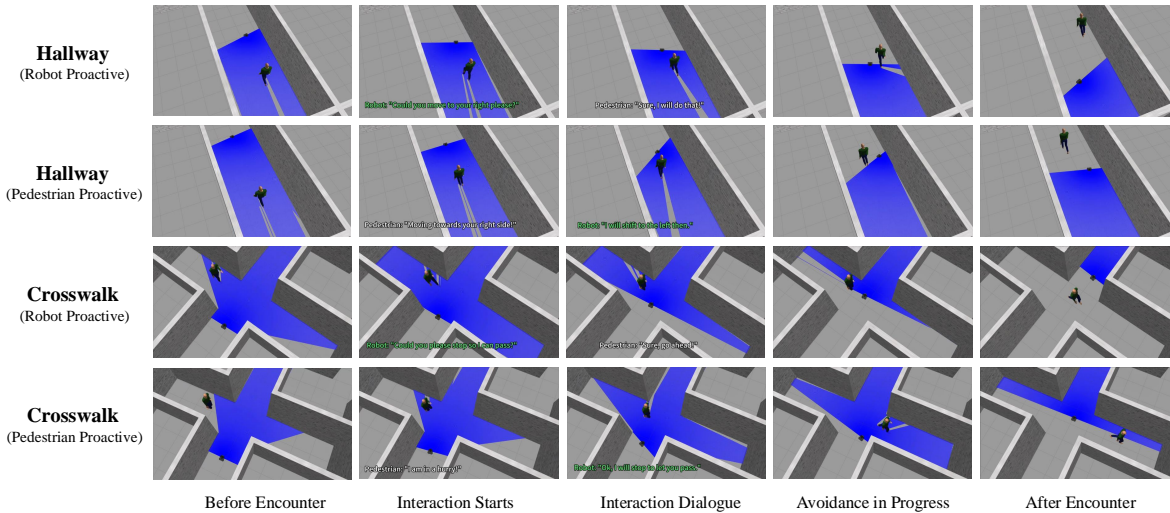 Hallway
(Robot Proactive)
Robot: "Could you move to your right please?"
Pedestrian: "Sure, I will do that."
Hallway
(Pedestrian Proactive)
Pedestrian: "Moving towards your right side!"
Robot: "I will shift to the left then."
Crosswalk
(Robot Proactive)
Robot: "Could you please stop so I can pass?"
Pedestrian: "Sure, go ahead!"
Crosswalk
(Pedestrian Proactive)
Pedestrian: "I am in a hurry!"
Robot: "Ok, I will stop to let you pass."
Before Encounter
Interaction Starts
Interaction Dialogue
Avoidance in Progress
After Encounter